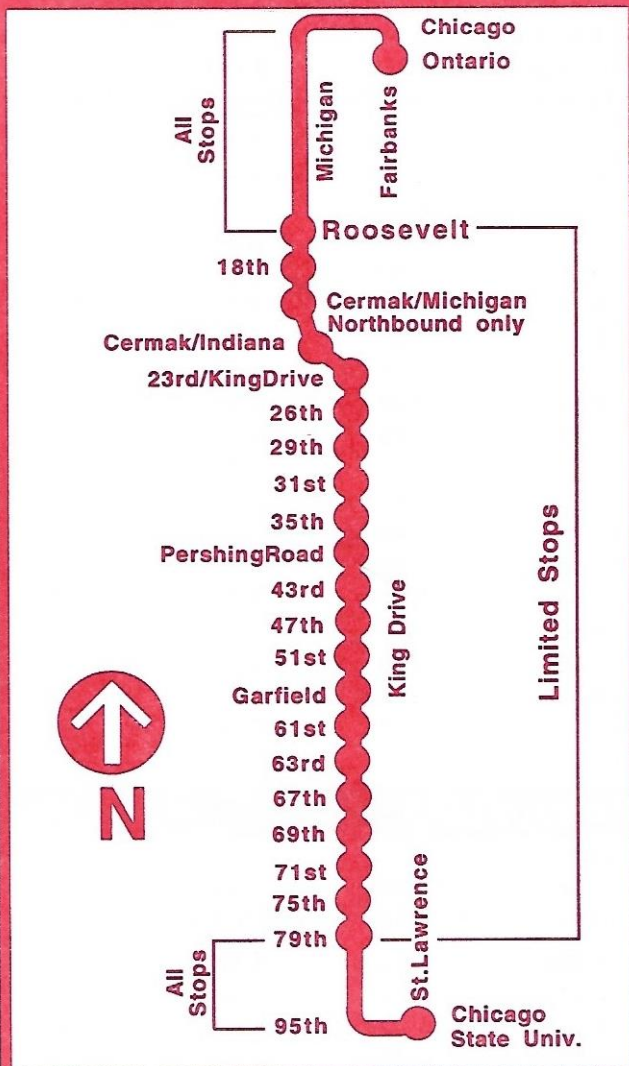 Chicago
Ontario
All
Stops
Michigan
Fairbanks
Roosevelt
18th
Cermak/Michigan
Northbound only
Cermak/Indiana
23rd/KingDrive
26th
29th
31st
35th
PershingRoad
43rd
47th
51st
Garfield
61st
63rd
67th
69th
71st
75th
79th
King Drive
Limited Stops
N
St.Lawrence
All
Stops
95th
Chicago
State Univ.